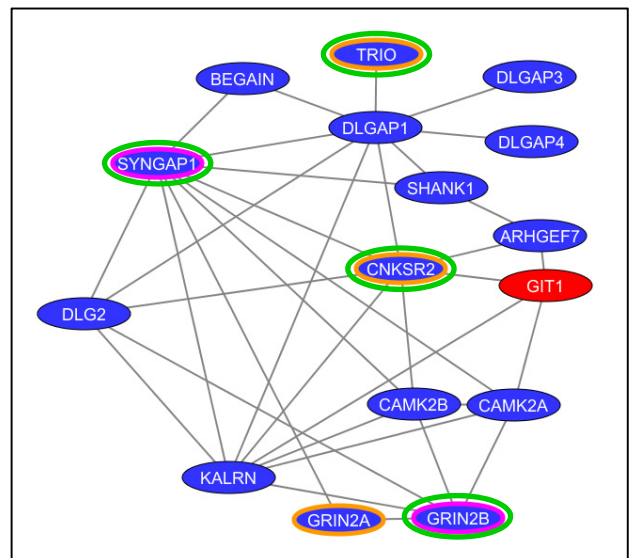 TRIO
BEGAIN
DLGAP3
DLGAP1
DLGAP4
SYNGAP1
SHANK1
ARHGEF7
CNKSR2
GIT1
DLG2
CAMK2B
CAMK2A
KALRN
GRIN2A
GRIN2B